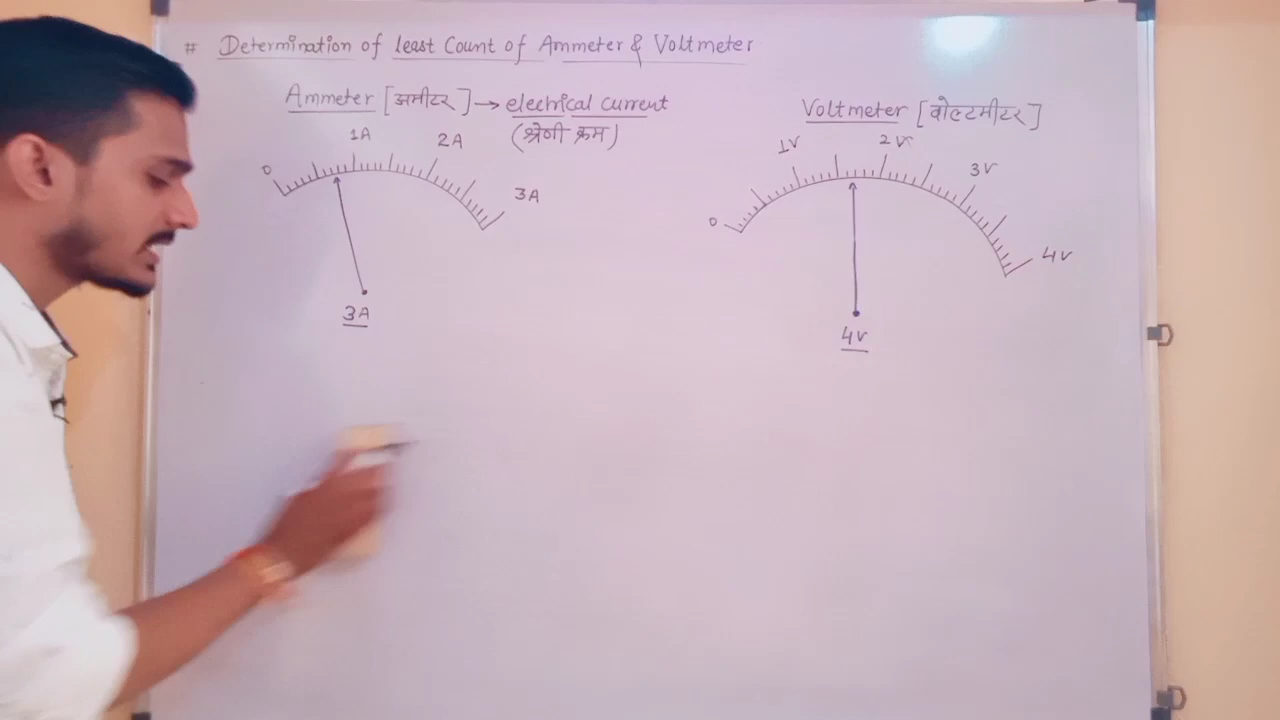 # Determination of least Count of Ammeter & Voltmeter
Ammeter [अमीटर] → electrical current
(श्रेणी क्रम)
0 1A 2A 3A
3A
Voltmeter [वोल्टमीटर]
0 1V 2V 3V 4V
4V